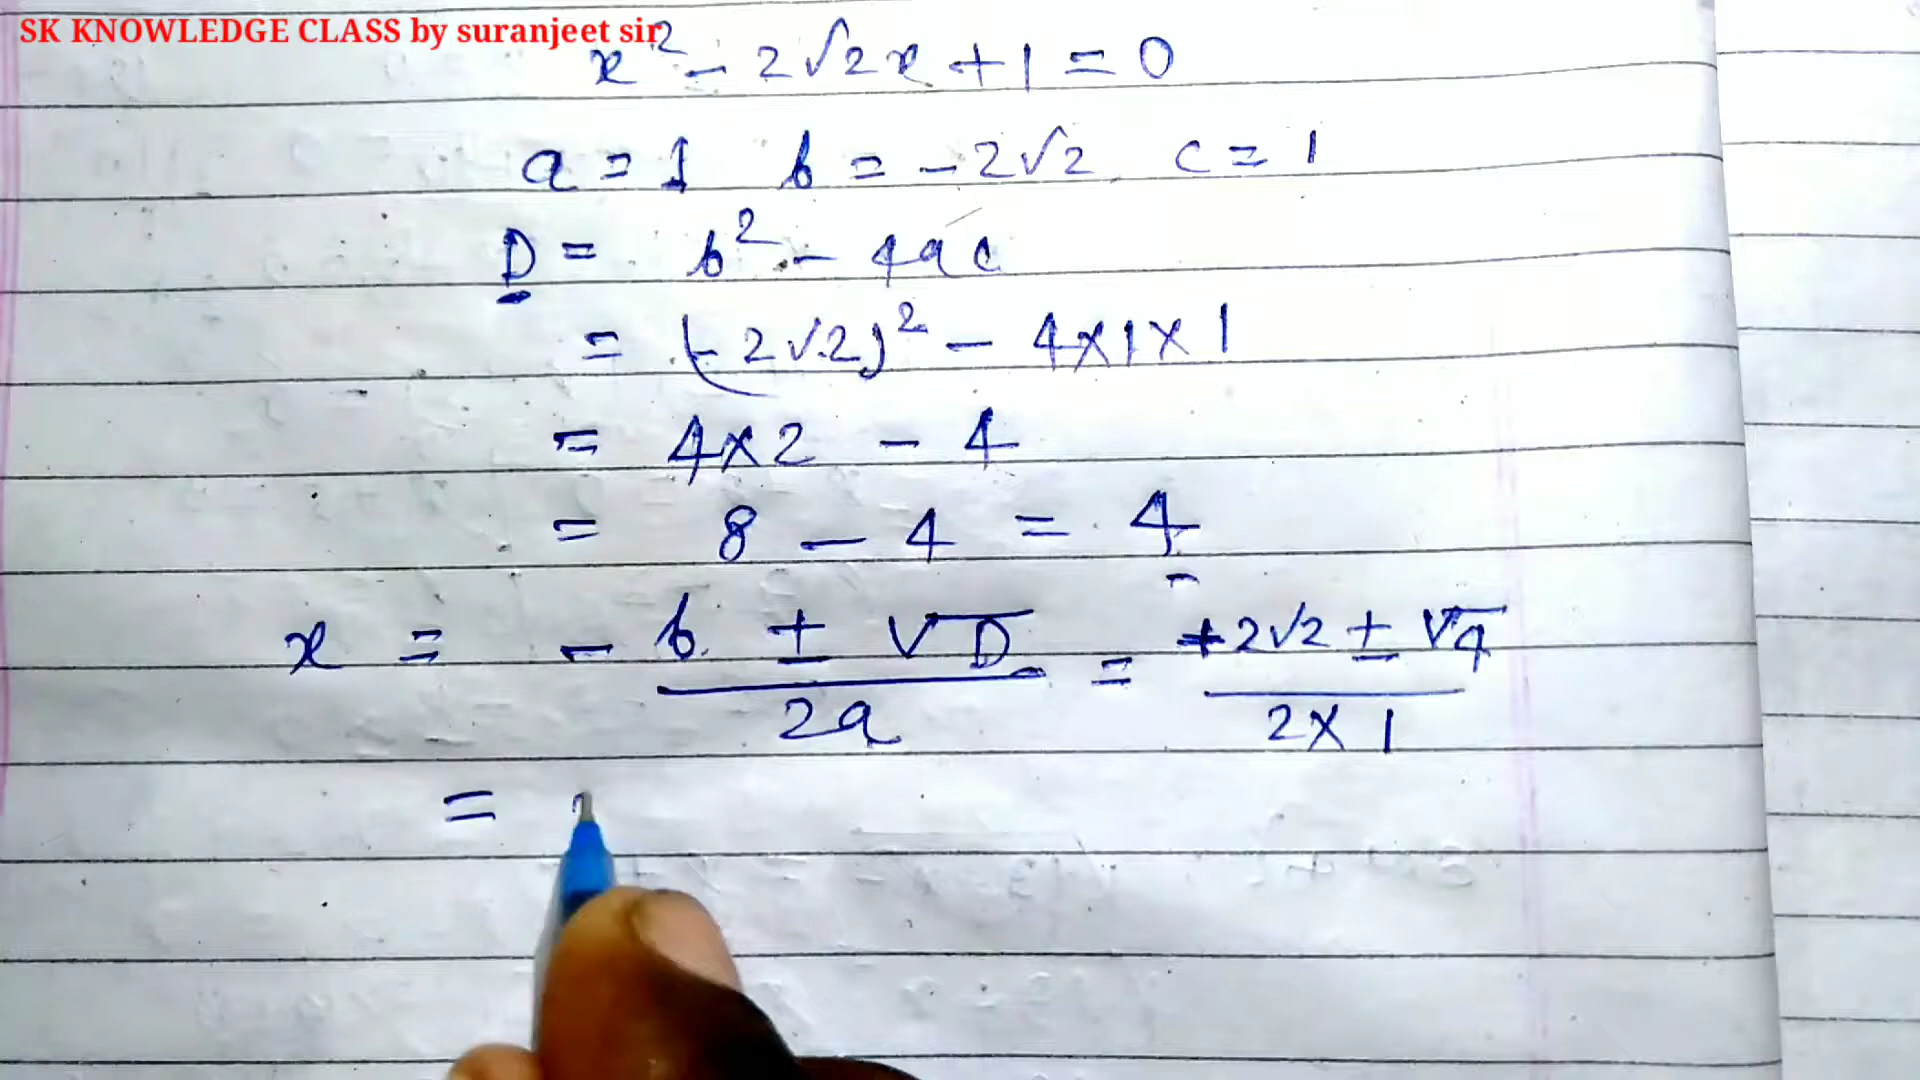 SK KNOWLEDGE CLASS by suranjeet sir
x² - 2√2x + 1 = 0
a = 1 b = -2√2, c = 1
D = b² - 4ac
= (-2√2)² - 4×1×1
= 4×2 - 4
= 8 - 4 = 4
x = -b ± √D / 2a = +2√2 ± √4 / 2×1
=